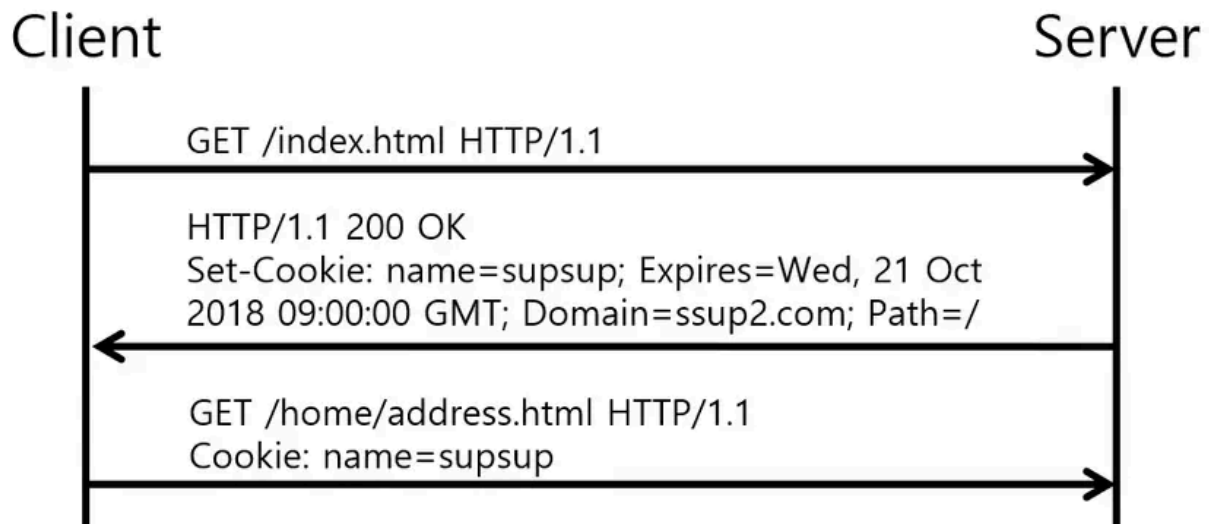 Client
Server
GET /index.html HTTP/1.1
HTTP/1.1 200 OK
Set-Cookie: name=supsup; Expires=Wed, 21 Oct
2018 09:00:00 GMT; Domain=ssup2.com; Path=/
GET /home/address.html HTTP/1.1
Cookie: name=supsup